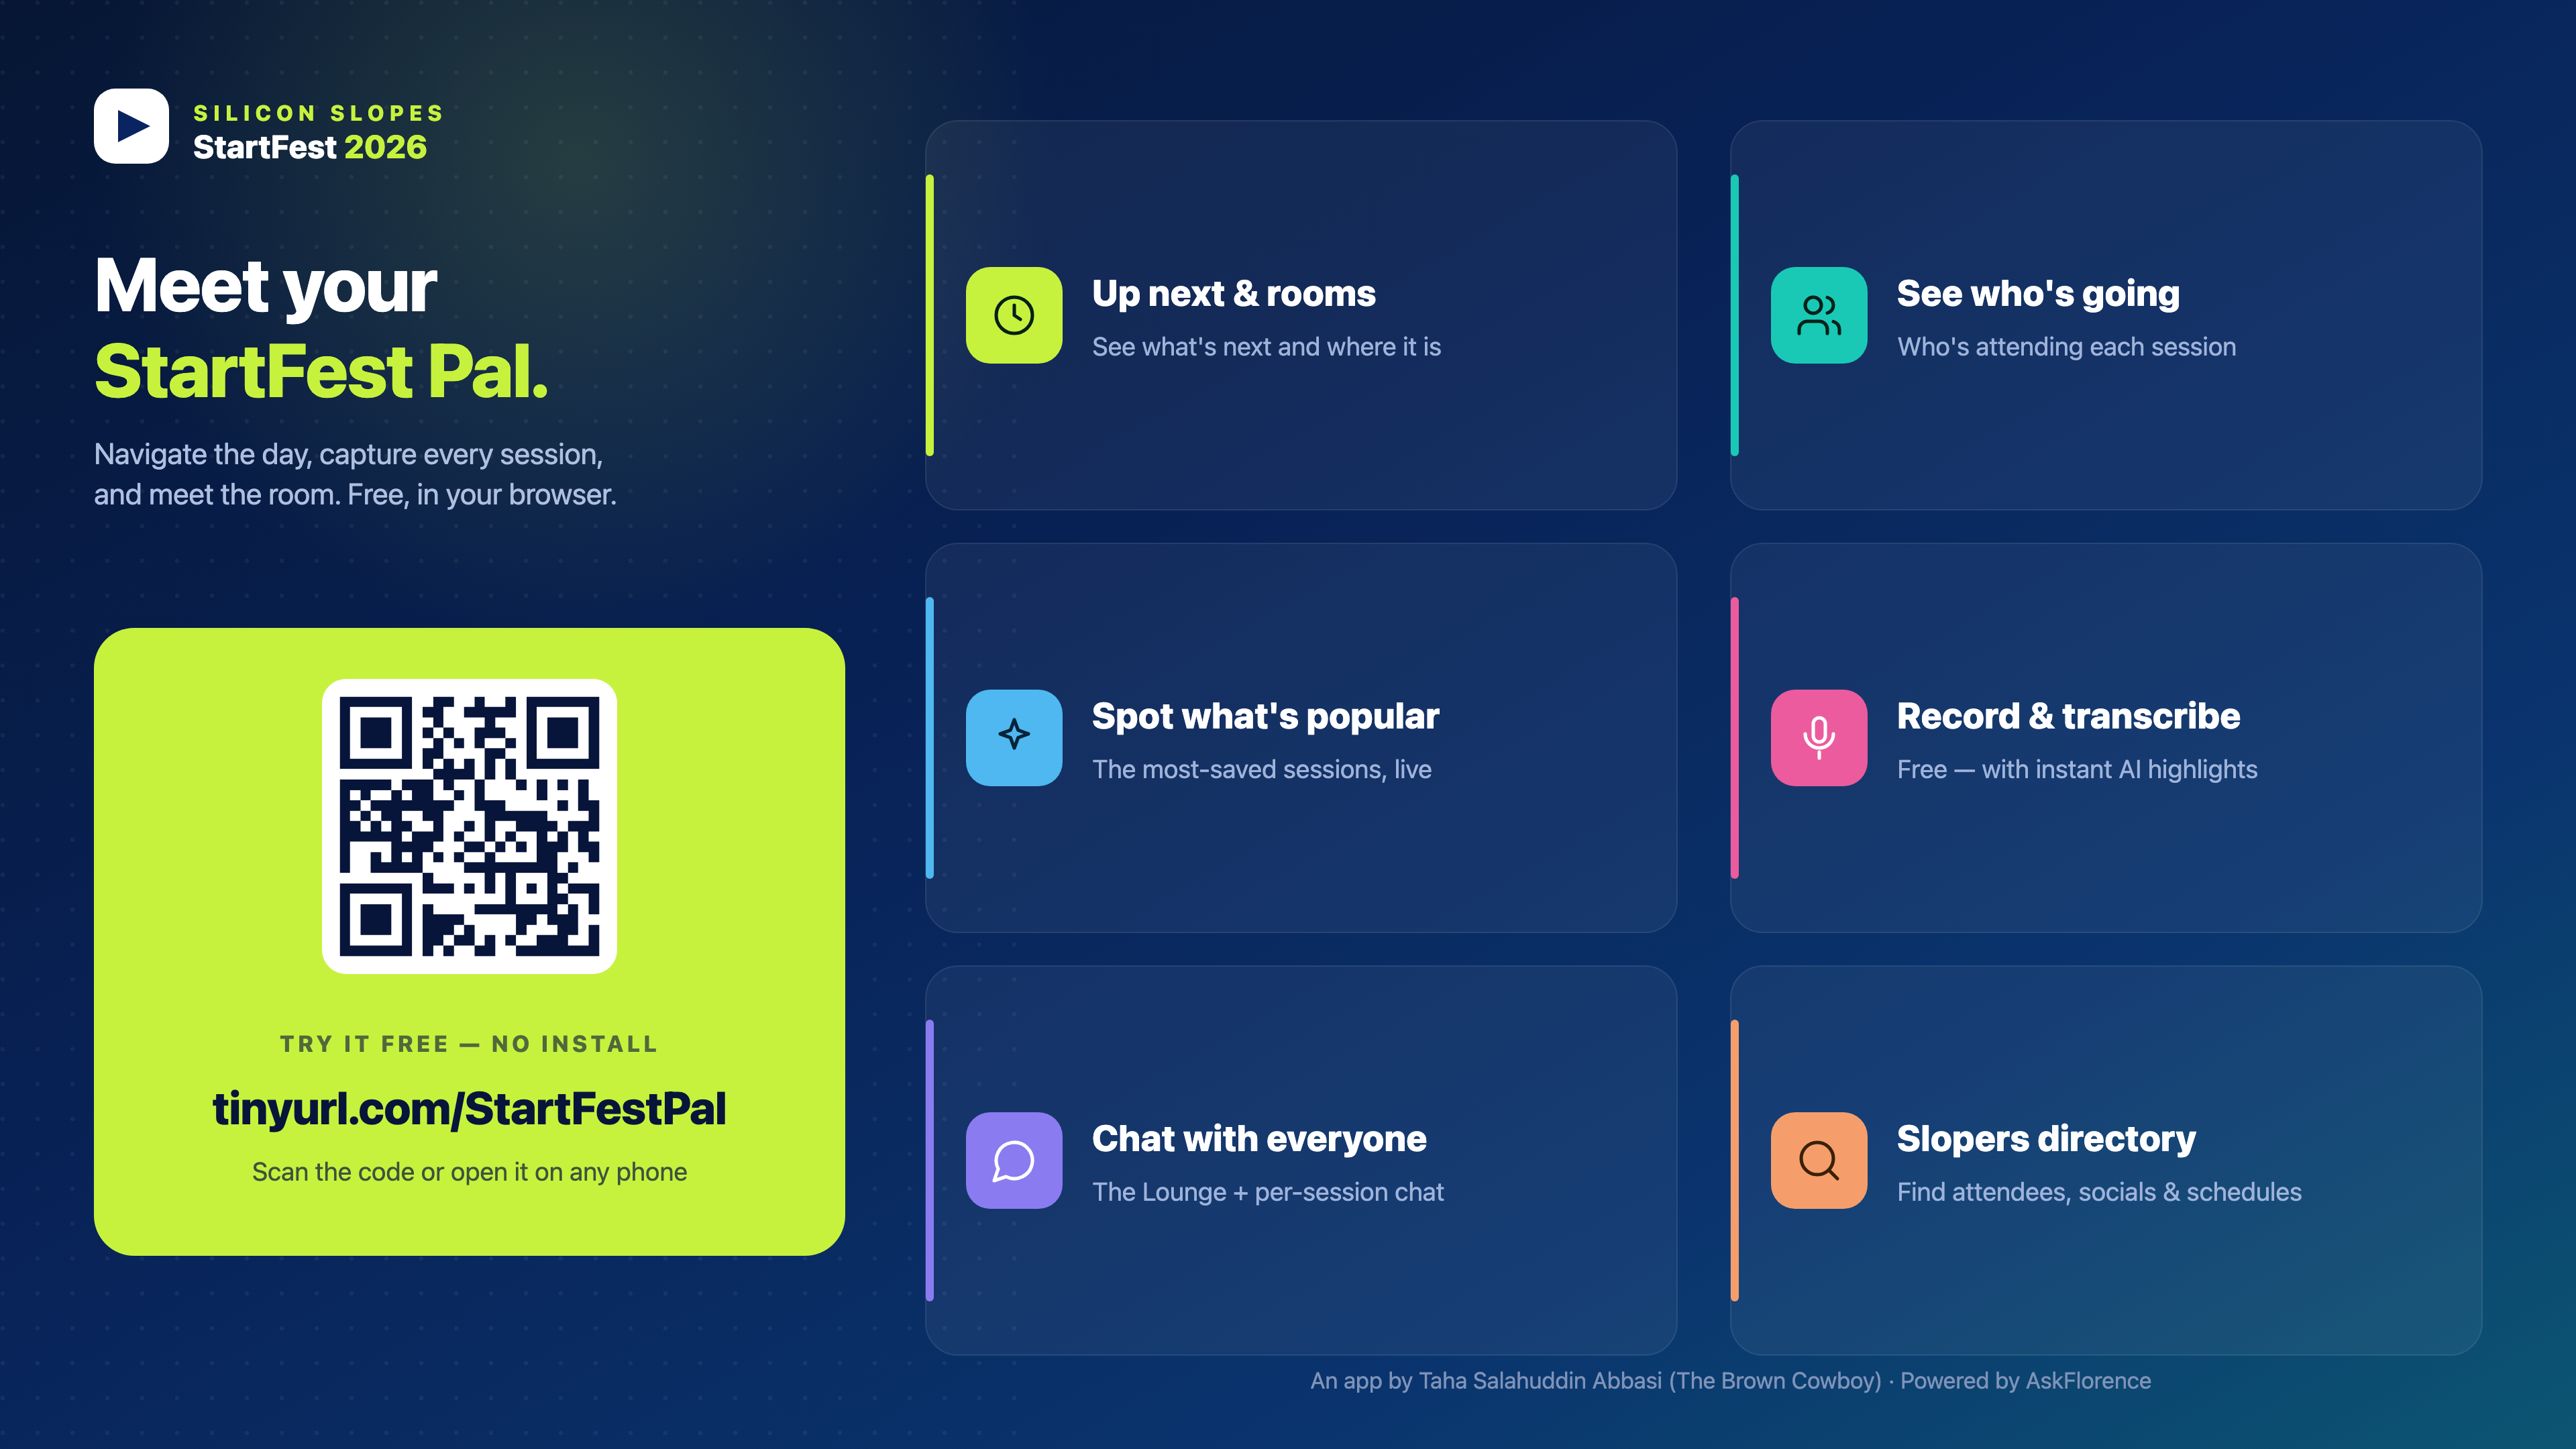 SILICON SLOPES
StartFest 2026
Meet your
StartFest Pal.
Navigate the day, capture every session,
and meet the room. Free, in your browser.
TRY IT FREE — NO INSTALL
tinyurl.com/StartFestPal
Scan the code or open it on any phone
Up next & rooms
See what's next and where it is
See who's going
Who's attending each session
Spot what's popular
The most-saved sessions, live
Record & transcribe
Free — with instant AI highlights
Chat with everyone
The Lounge + per-session chat
Slopers directory
Find attendees, socials & schedules
An app by Taha Salahuddin Abbasi (The Brown Cowboy) · Powered by AskFlorence